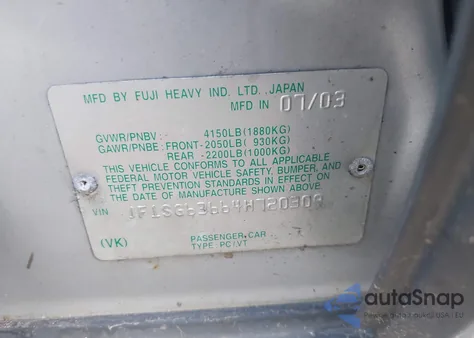 MFD BY FUJI HEAVY IND. LTD., JAPAN
MFD IN 07/03
GVWR/PNBV : 4150LB(1880KG)
GAWR/PNBE : FRONT-2050LB( 930KG)
REAR -2200LB(1000KG)
THIS VEHICLE CONFORMS TO ALL APPLICABLE
FEDERAL MOTOR VEHICLE SAFETY, BUMPER, AND
THEFT PREVENTION STANDARDS IN EFFECT ON
THE DATE OF MANUFACTURE SHOWN ABOVE.
VIN JF1SG63664H720309
(VK) PASSENGER CAR
TYPE:PC/VT
autoSnap